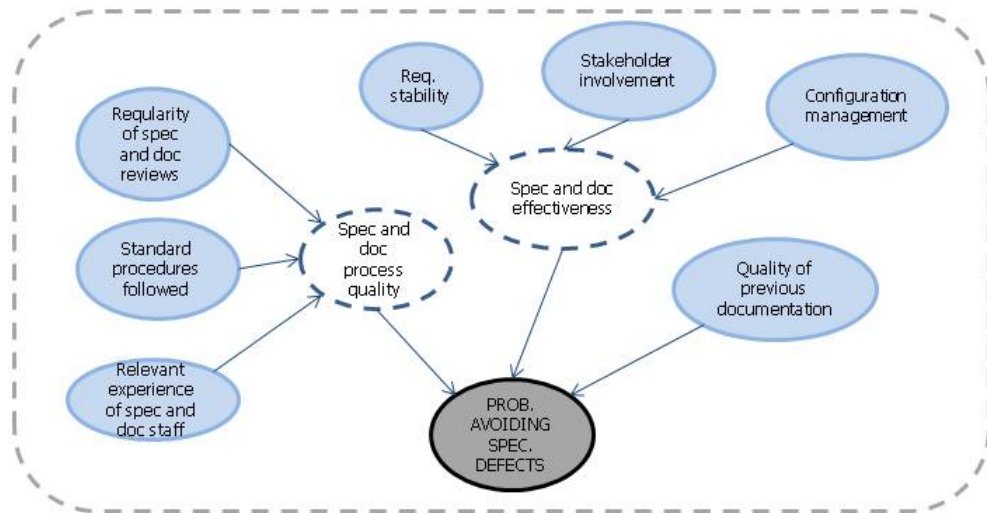 Req.
stability
Stakeholder
involvement
Configuration
management
Reqularity
of spec
and doc
reviews
Spec and doc
effectiveness
Standard
procedures
followed
Spec and
doc
process
quality
Quality of
previous
documentation
Relevant
experience
of spec and
doc staff
PROB.
AVOIDING
SPEC.
DEFECTS